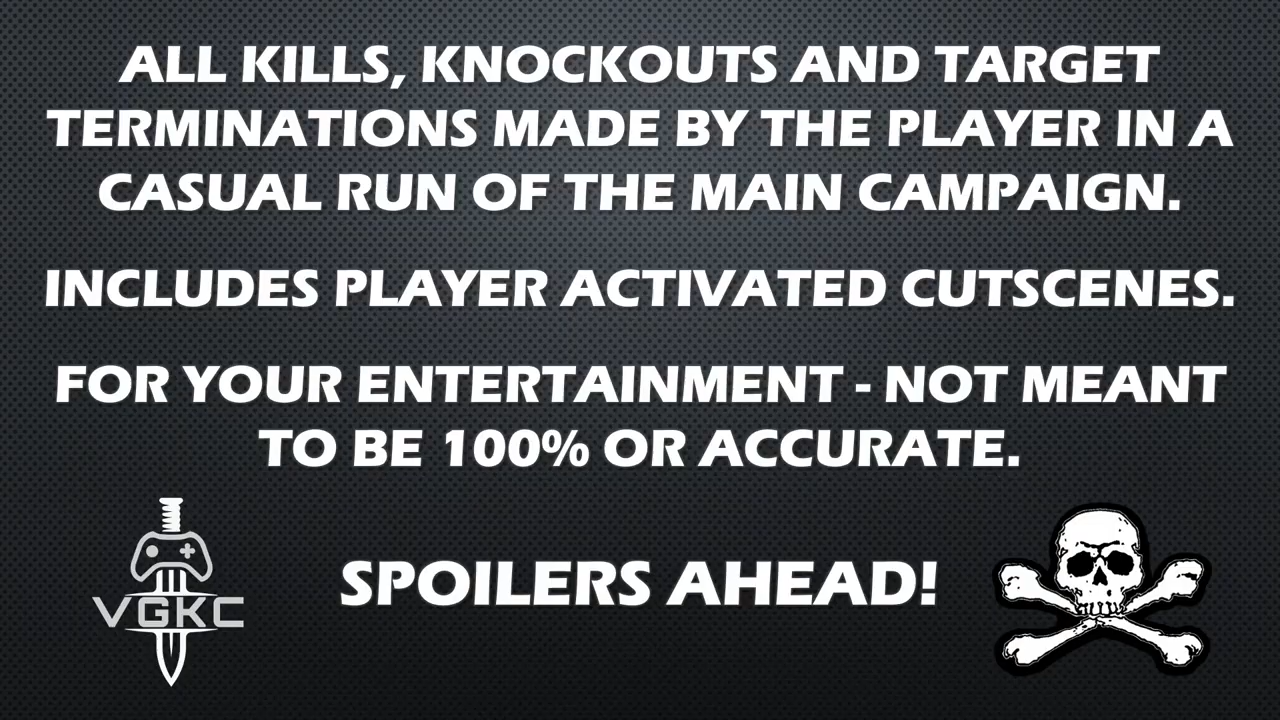 ALL KILLS, KNOCKOUTS AND TARGET
TERMINATIONS MADE BY THE PLAYER IN A
CASUAL RUN OF THE MAIN CAMPAIGN.
INCLUDES PLAYER ACTIVATED CUTSCENES.
FOR YOUR ENTERTAINMENT - NOT MEANT
TO BE 100% OR ACCURATE.
SPOILERS AHEAD!
VGKC